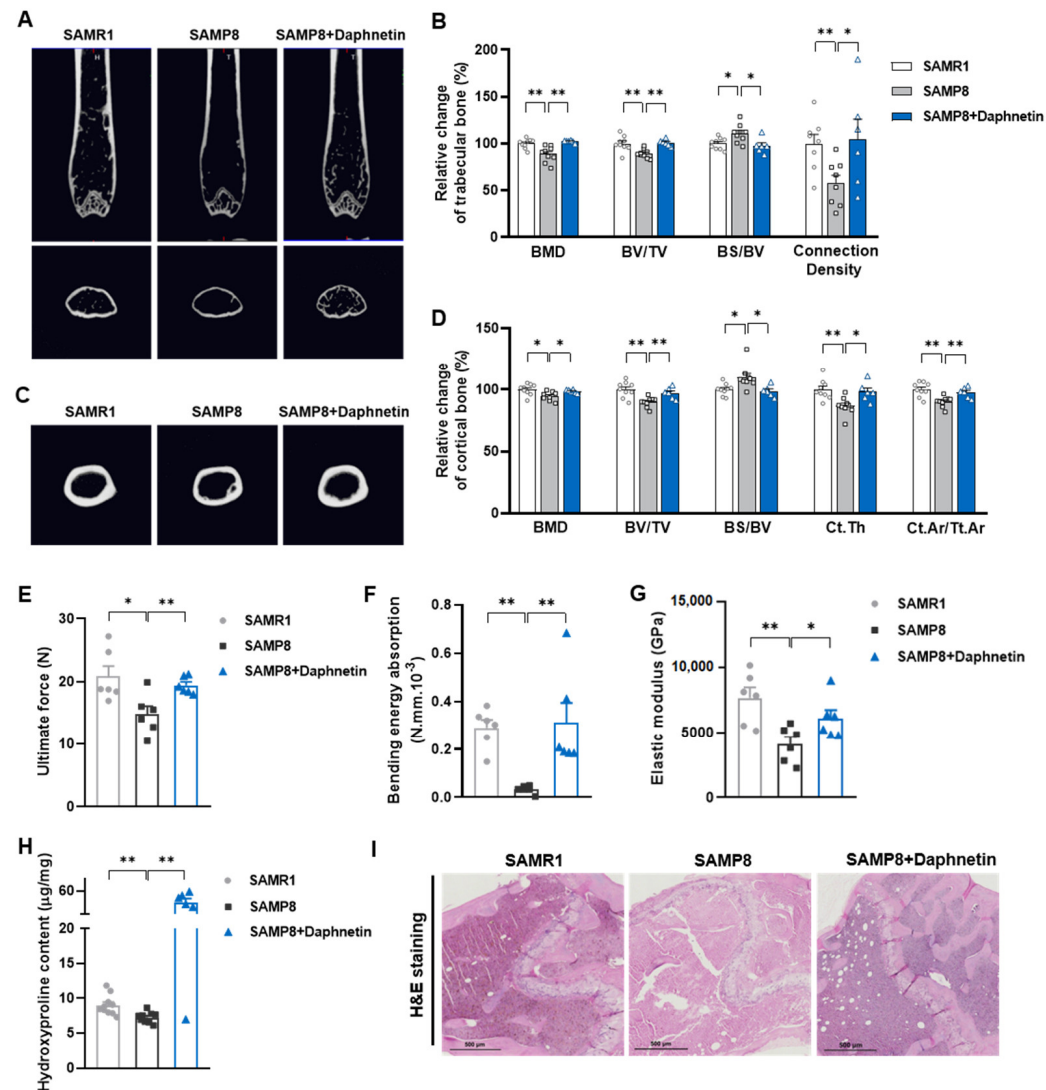 A
SAMR1 SAMP8 SAMP8+Daphnetin
H T T
B
Relative change
of trabecular bone (%)
200
150
100
50
0
** ** ** ** * * ** *
BMD BV/TV BS/BV Connection
Density
SAMR1
SAMP8
SAMP8+Daphnetin
C
SAMR1 SAMP8 SAMP8+Daphnetin
D
Relative change
of cortical bone (%)
150
100
50
0
* * ** ** * * ** * ** **
BMD BV/TV BS/BV Ct.Th Ct.Ar/Tt.Ar
E
Ultimate force (N)
30
20
10
0
* **
SAMR1
SAMP8
SAMP8+Daphnetin
F
Bending energy absorption
(N.mm.10-3)
0.8
0.6
0.4
0.2
0.0
** **
G
Elastic modulus (GPa)
15,000
10,000
5000
0
** *
SAMR1
SAMP8
SAMP8+Daphnetin
H
Hydroxyproline content (μg/mg)
60
20
15
10
5
0
** **
SAMR1
SAMP8
SAMP8+Daphnetin
I
SAMR1 SAMP8 SAMP8+Daphnetin
H&E staining
500 μm 500 μm 500 μm